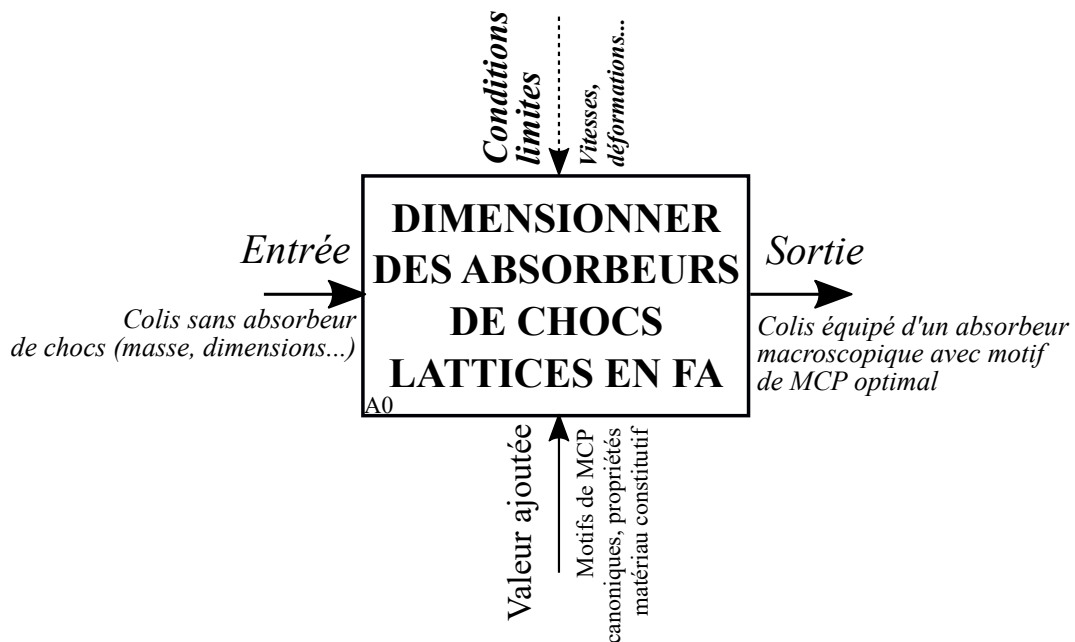 Conditions
limites
Vitesses,
déformations...
Entrée
Colis sans absorbeur
de chocs (masse, dimensions...)
DIMENSIONNER
DES ABSORBEURS
DE CHOCS
LATTICES EN FA
A0
Sortie
Colis équipé d'un absorbeur
macroscopique avec motif
de MCP optimal
Valeur ajoutée
Motifs de MCP
canoniques, propriétés
matériau constitutif